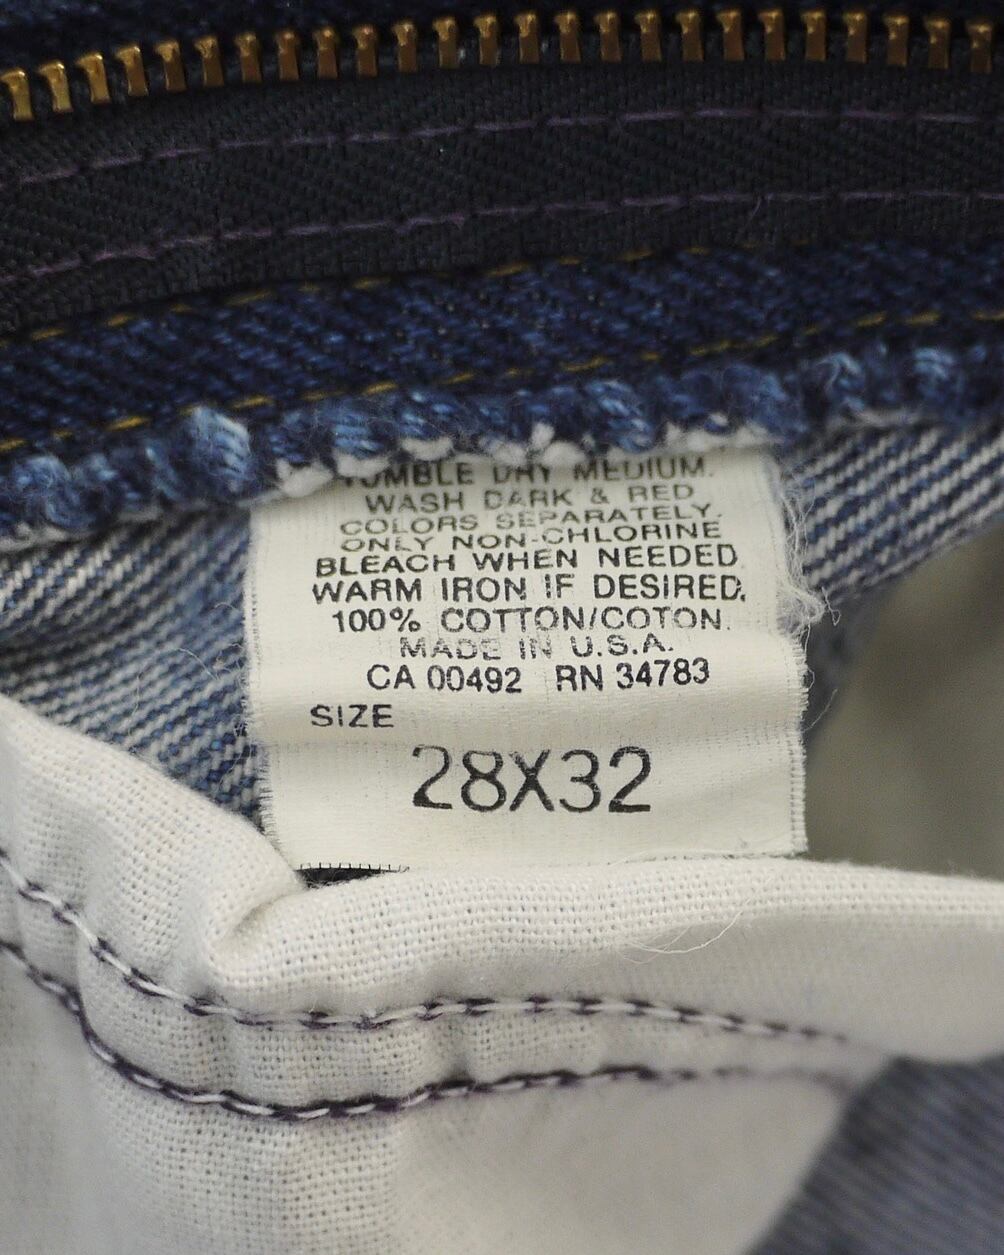 TUMBLE DRY MEDIUM.
WASH DARK & RED
COLORS SEPARATELY.
ONLY NON-CHLORINE
BLEACH WHEN NEEDED.
WARM IRON IF DESIRED.
100% COTTON/COTON.
MADE IN U.S.A.
CA 00492 RN 34783
SIZE
28X32